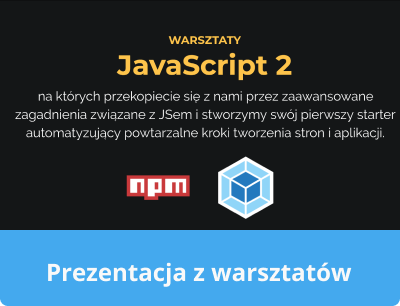 WARSZTATY
JavaScript 2
na których przekopiecie się z nami przez zaawansowane
zagadnienia związane z JSem i stworzymy swój pierwszy starter
automatyzujący powtarzalne kroki tworzenia stron i aplikacji.
npm
Prezentacja z warsztatów